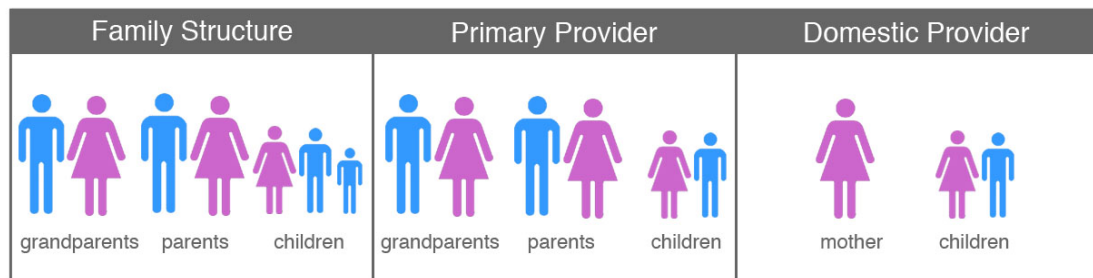 Family Structure
Primary Provider
Domestic Provider
grandparents parents children
grandparents parents children
mother children